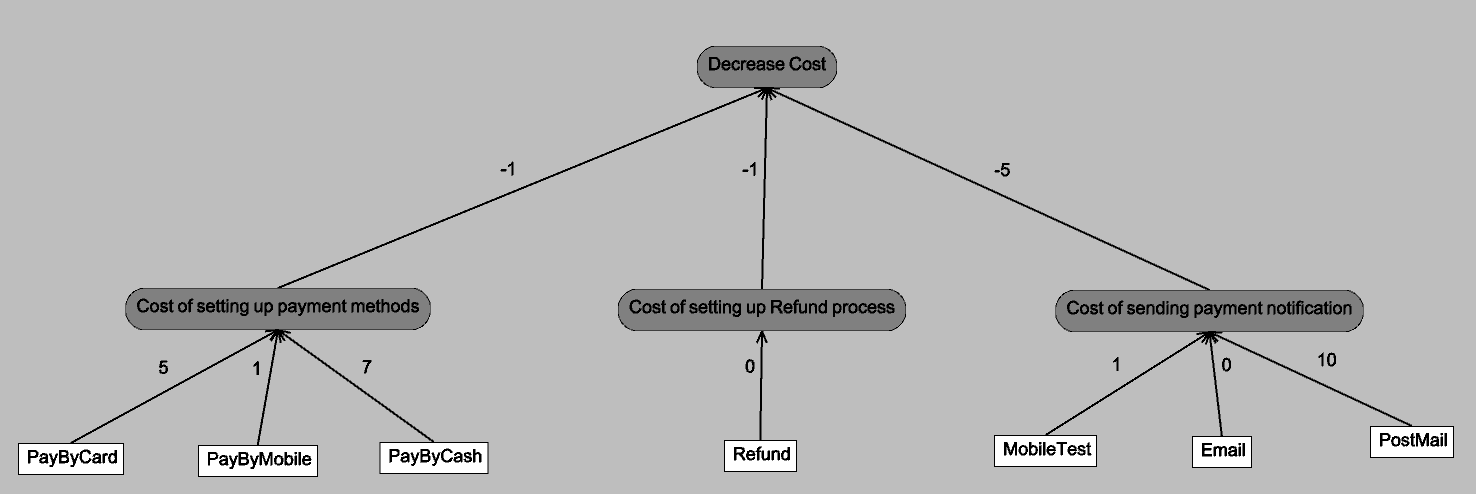 Decrease Cost
-1
-1
-5
Cost of setting up payment methods
Cost of setting up Refund process
Cost of sending payment notification
5
1
7
0
1
0
10
PayByCard
PayByMobile
PayByCash
Refund
MobileTest
Email
PostMail